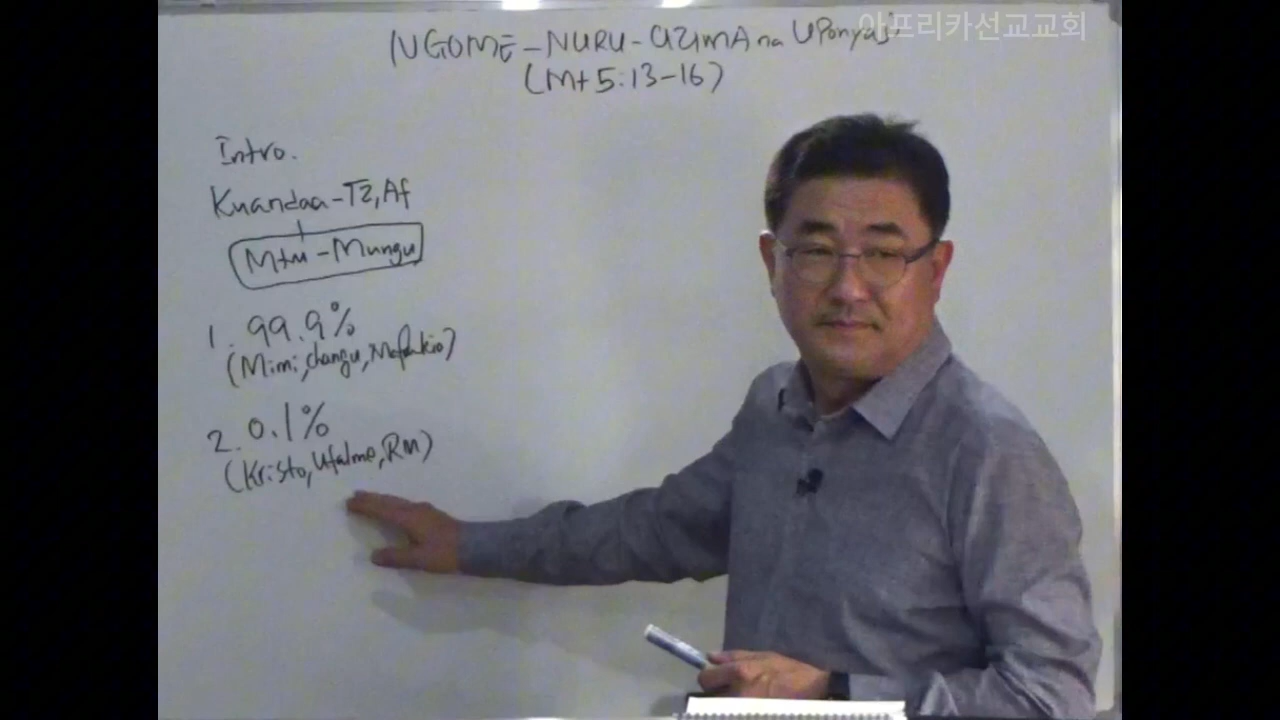 아프리카선교교회
NGOME-NURU-UZIMA na UPonyaji
(Mt 5:13-16)
Intro.
Kuandaa-TZ, Af
Mtu-Mungu
1. 99.9%
(Mimi, changu, Mafanikio)
2. 0.1%
(Kristo, Ufalme, RM)